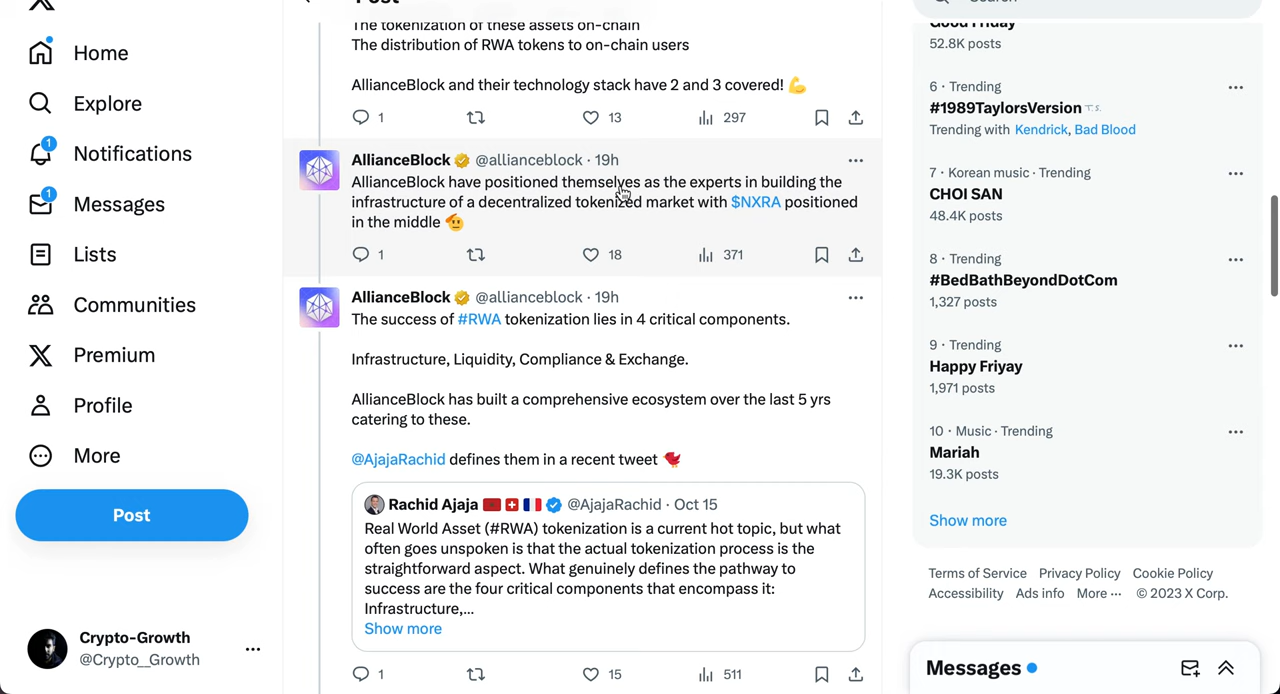 Home
Explore
1
Notifications
1
Messages
Lists
Communities
Premium
Profile
More
Post
Crypto-Growth
@Crypto__Growth
Post
The tokenization of these assets on-chain
The distribution of RWA tokens to on-chain users
AllianceBlock and their technology stack have 2 and 3 covered! 💪
1 13 297
AllianceBlock @allianceblock · 19h
AllianceBlock have positioned themselves as the experts in building the
infrastructure of a decentralized tokenized market with $NXRA positioned
in the middle 🫡
1 18 371
AllianceBlock @allianceblock · 19h
The success of #RWA tokenization lies in 4 critical components.
Infrastructure, Liquidity, Compliance & Exchange.
AllianceBlock has built a comprehensive ecosystem over the last 5 yrs
catering to these.
@AjajaRachid defines them in a recent tweet 🐦
Rachid Ajaja 🇲🇦 🇨🇭 🇫🇷 @AjajaRachid · Oct 15
Real World Asset (#RWA) tokenization is a current hot topic, but what
often goes unspoken is that the actual tokenization process is the
straightforward aspect. What genuinely defines the pathway to
success are the four critical components that encompass it:
Infrastructure,...
Show more
1 15 511
Search
Good Friday
52.8K posts
6 · Trending
#1989TaylorsVersion T.S.
Trending with Kendrick, Bad Blood
7 · Korean music · Trending
CHOI SAN
48.4K posts
8 · Trending
#BedBathBeyondDotCom
1,327 posts
9 · Trending
Happy Friyay
1,971 posts
10 · Music · Trending
Mariah
19.3K posts
Show more
Terms of Service Privacy Policy Cookie Policy
Accessibility Ads info More ··· © 2023 X Corp.
Messages